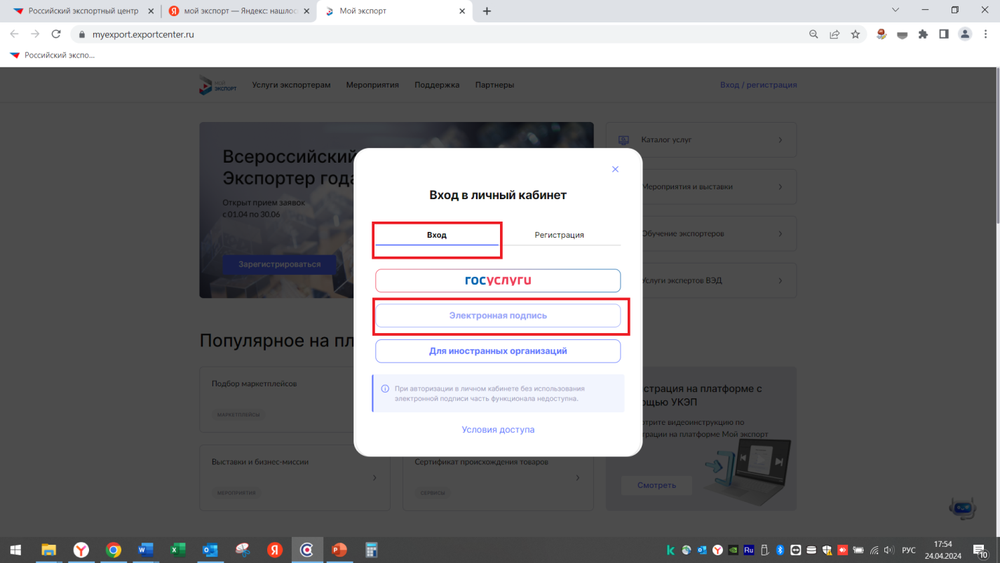 Российский экспортный центр
мой экспорт — Яндекс: нашлос
Мой экспорт
myexport.exportcenter.ru
Российский экспо...
МОЙ
ЭКСПОРТ
Услуги экспортерам
Мероприятия
Поддержка
Партнеры
Вход / регистрация
Всероссийский
Экспортер года
Открыт прием заявок
с 01.04 по 30.06
Зарегистрироваться
Каталог услуг
Мероприятия и выставки
Обучение экспортеров
Услуги экспертов ВЭД
Вход в личный кабинет
Вход
Регистрация
госуслуги
Электронная подпись
Для иностранных организаций
При авторизации в личном кабинете без использования
электронной подписи часть функционала недоступна.
Условия доступа
Популярное на пл
Подбор маркетплейсов
МАРКЕТПЛЕЙСЫ
Выставки и бизнес-миссии
МЕРОПРИЯТИЯ
Сертификат происхождения товаров
СЕРВИСЫ
страция на платформе с
ощью УКЭП
отрите видеоинструкцию по
рации на платформе Мой экспорт
Смотреть
Ru
РУС
17:54
24.04.2024
10